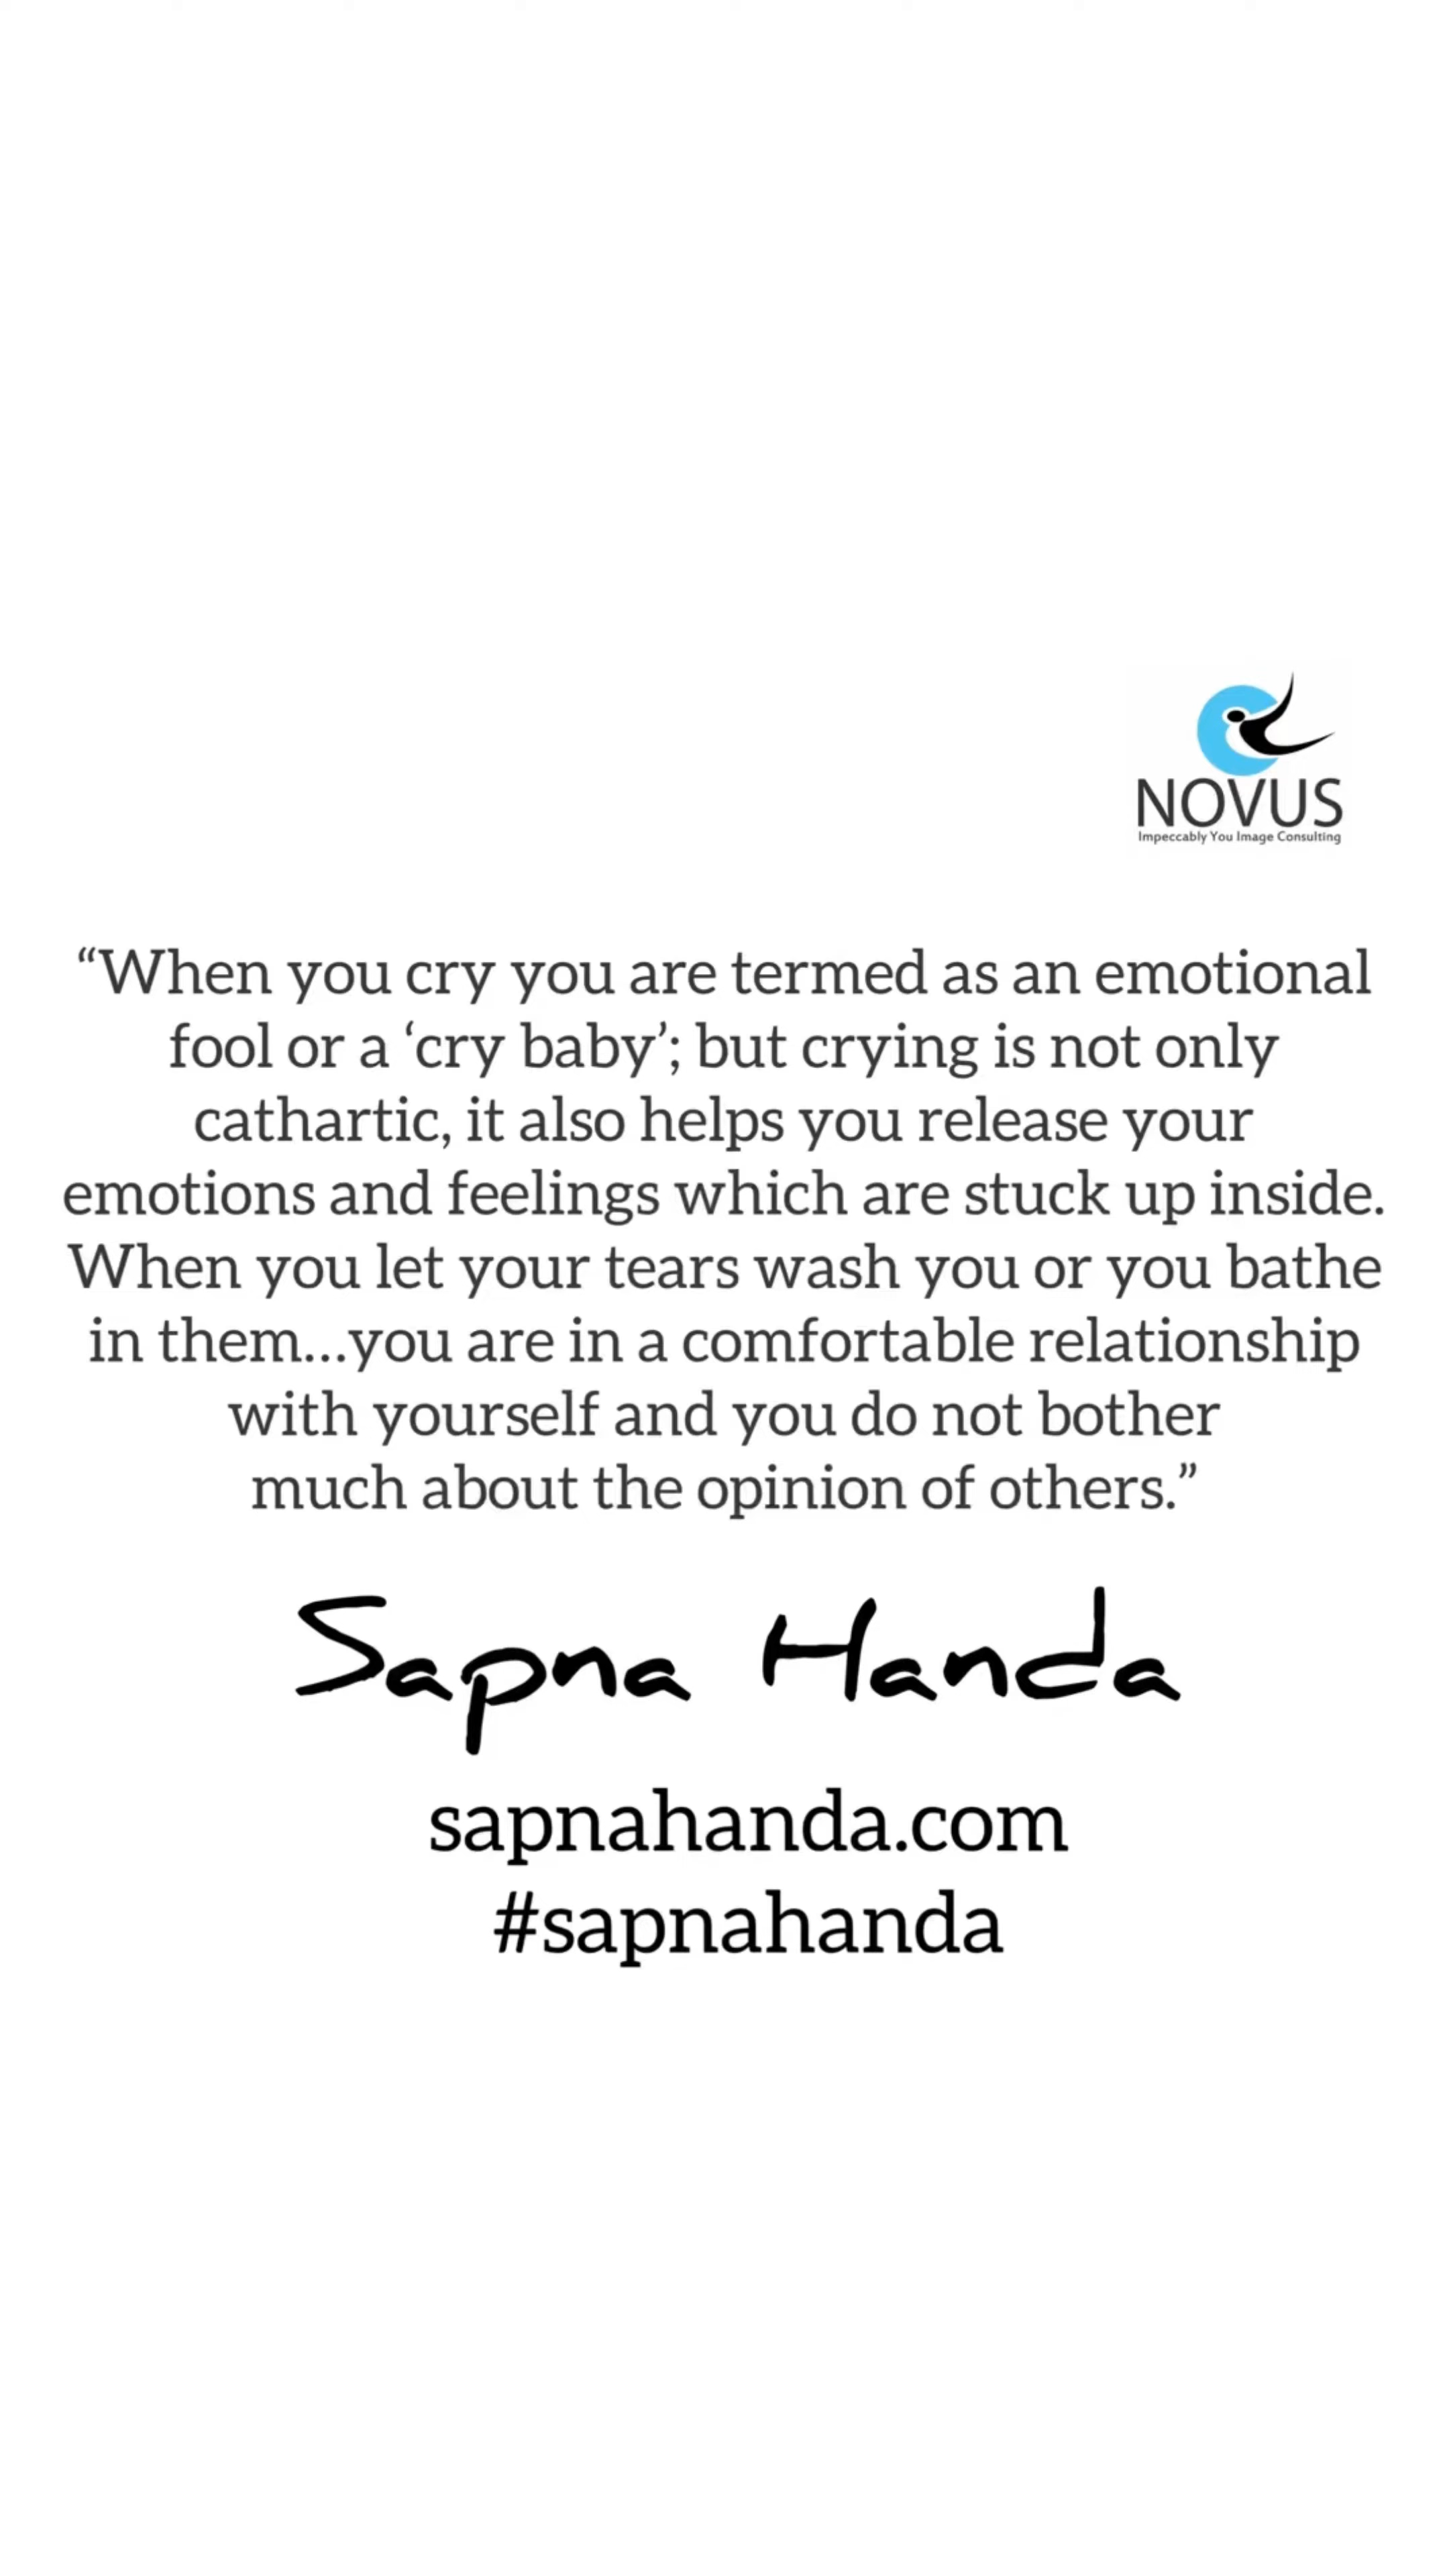 NOVUS
Impeccably You Image Consulting
“When you cry you are termed as an emotional
fool or a ‘cry baby’; but crying is not only
cathartic, it also helps you release your
emotions and feelings which are stuck up inside.
When you let your tears wash you or you bathe
in them...you are in a comfortable relationship
with yourself and you do not bother
much about the opinion of others.”
Sapna Handa
sapnahanda.com
#sapnahanda